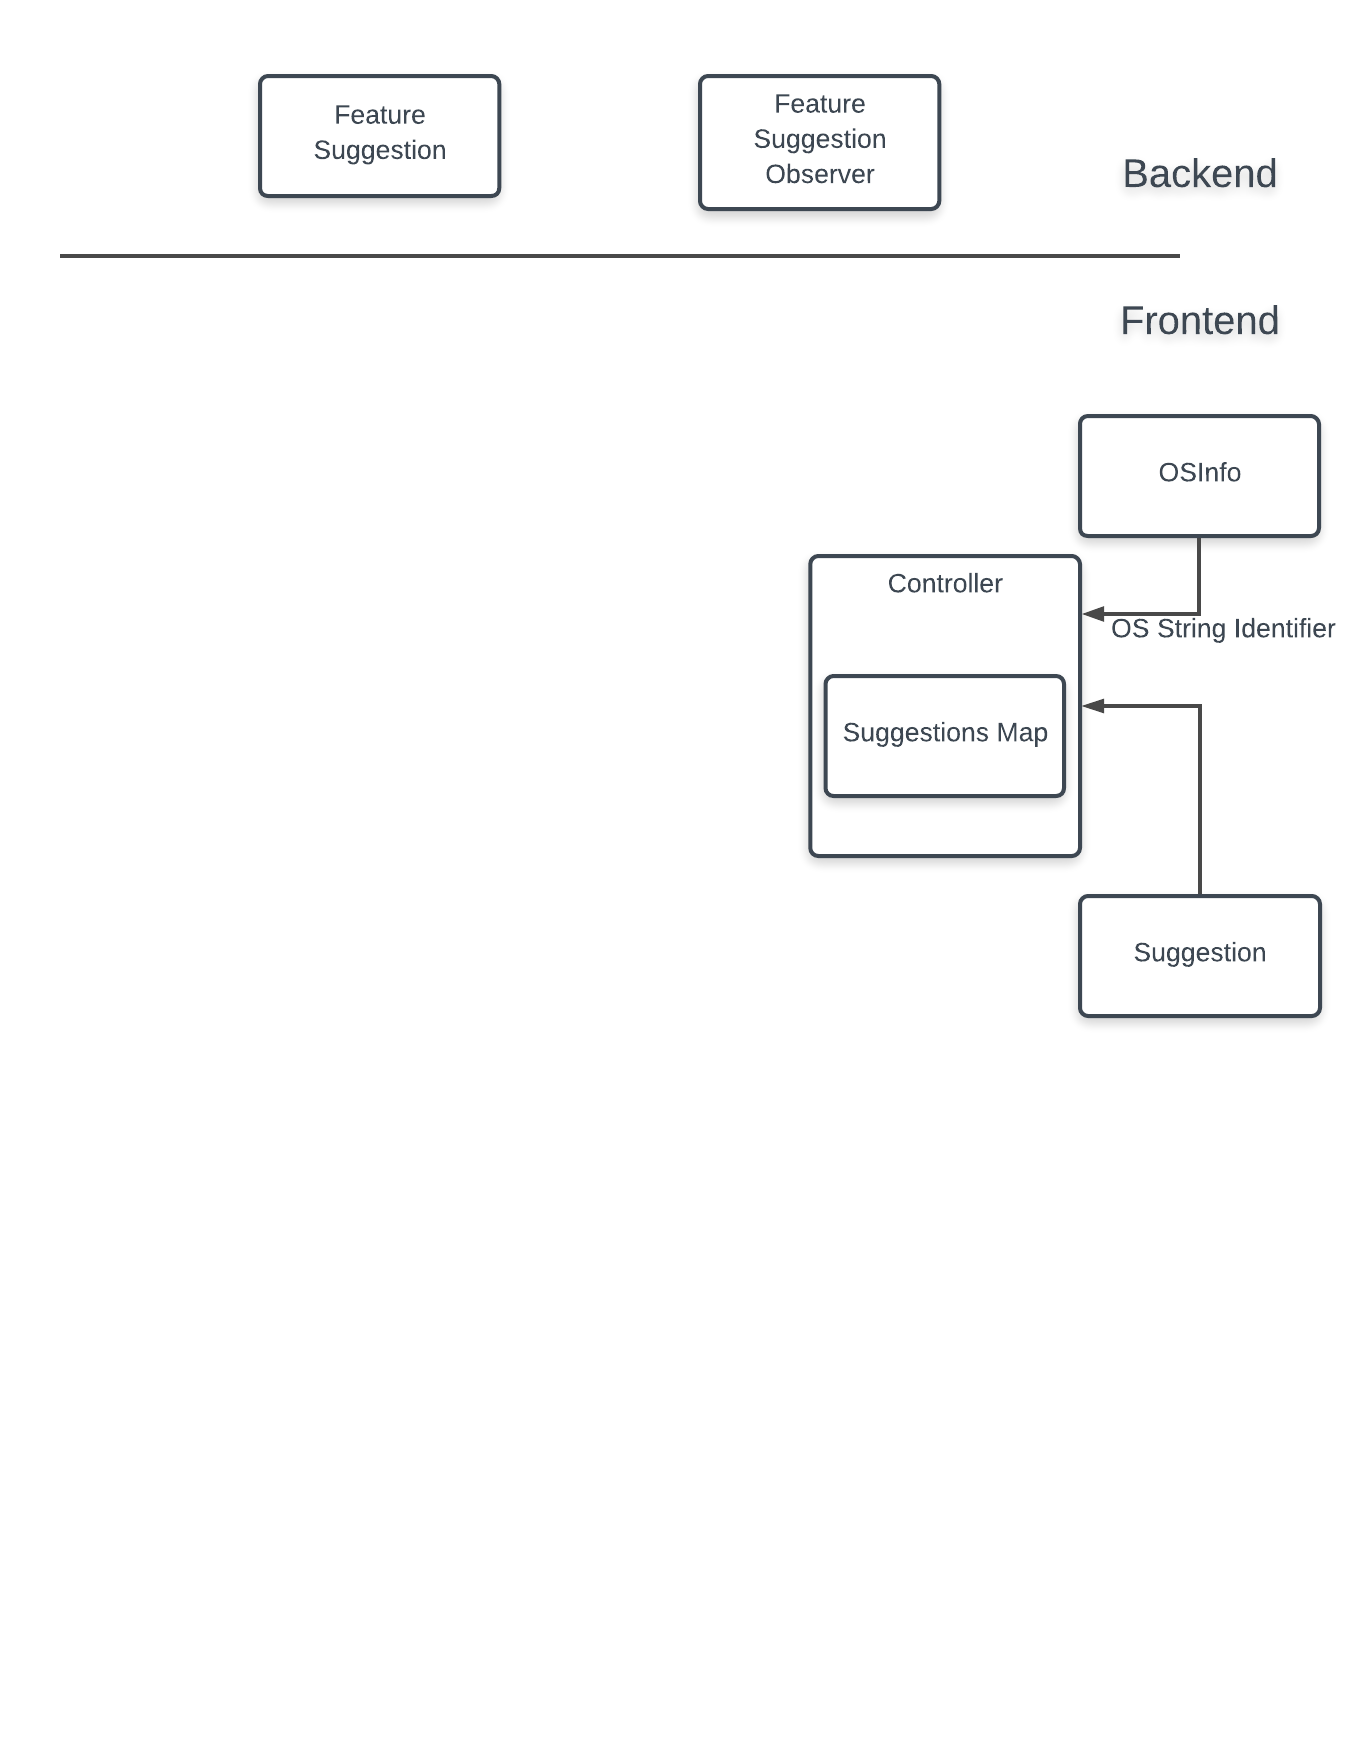 Feature
Suggestion
Feature
Suggestion
Observer
Backend
Frontend
OSInfo
Controller
OS String Identifier
Suggestions Map
Suggestion